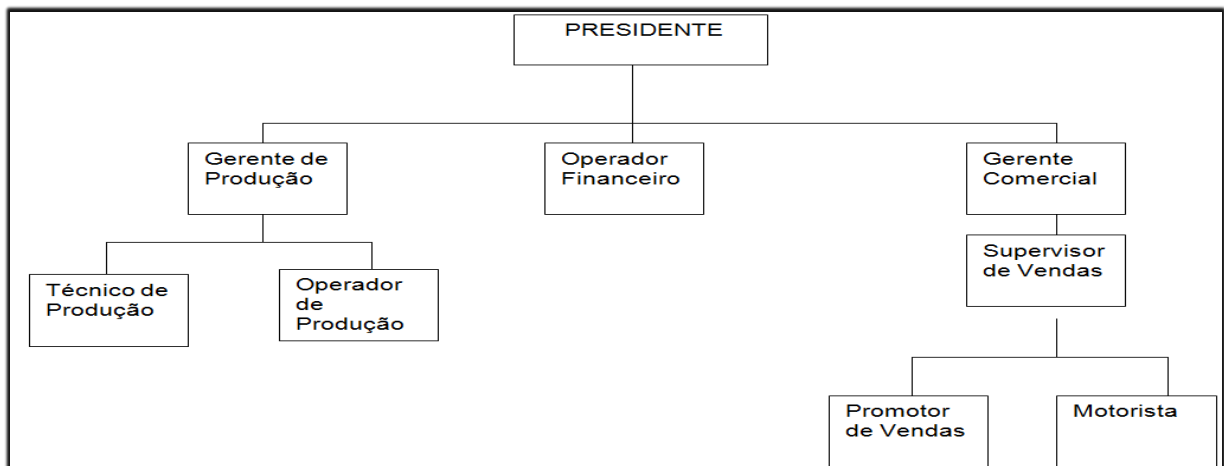 PRESIDENTE
Gerente de
Produção
Operador
Financeiro
Gerente
Comercial
Supervisor
de Vendas
Técnico de
Produção
Operador
de
Produção
Promotor
de Vendas
Motorista